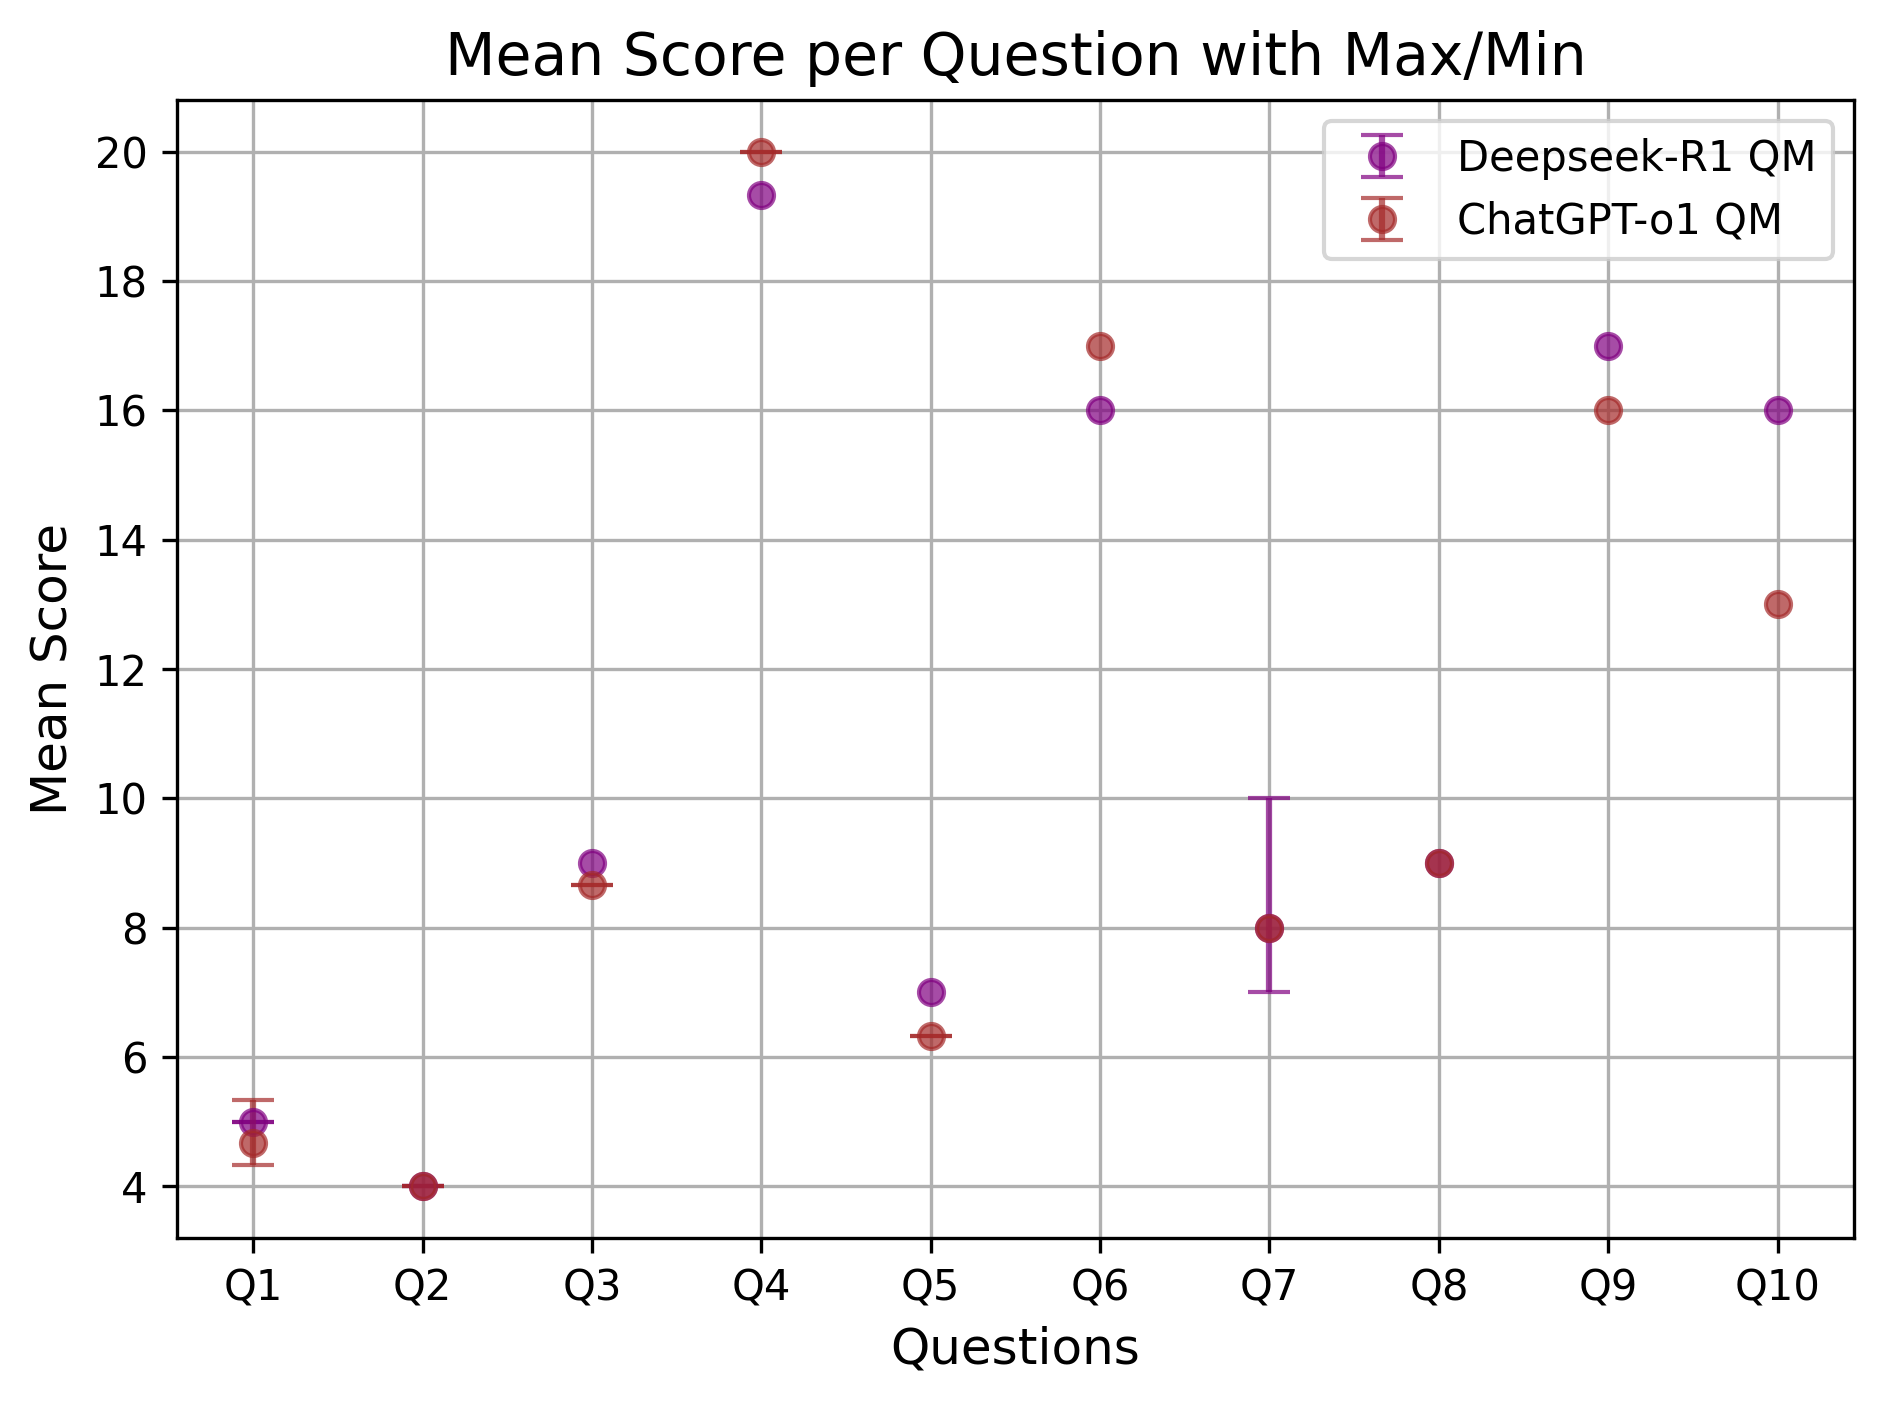 Mean Score per Question with Max/Min
Deepseek-R1 QM
ChatGPT-o1 QM
20
18
16
14
12
10
8
6
4
Mean Score
Q1 Q2 Q3 Q4 Q5 Q6 Q7 Q8 Q9 Q10
Questions